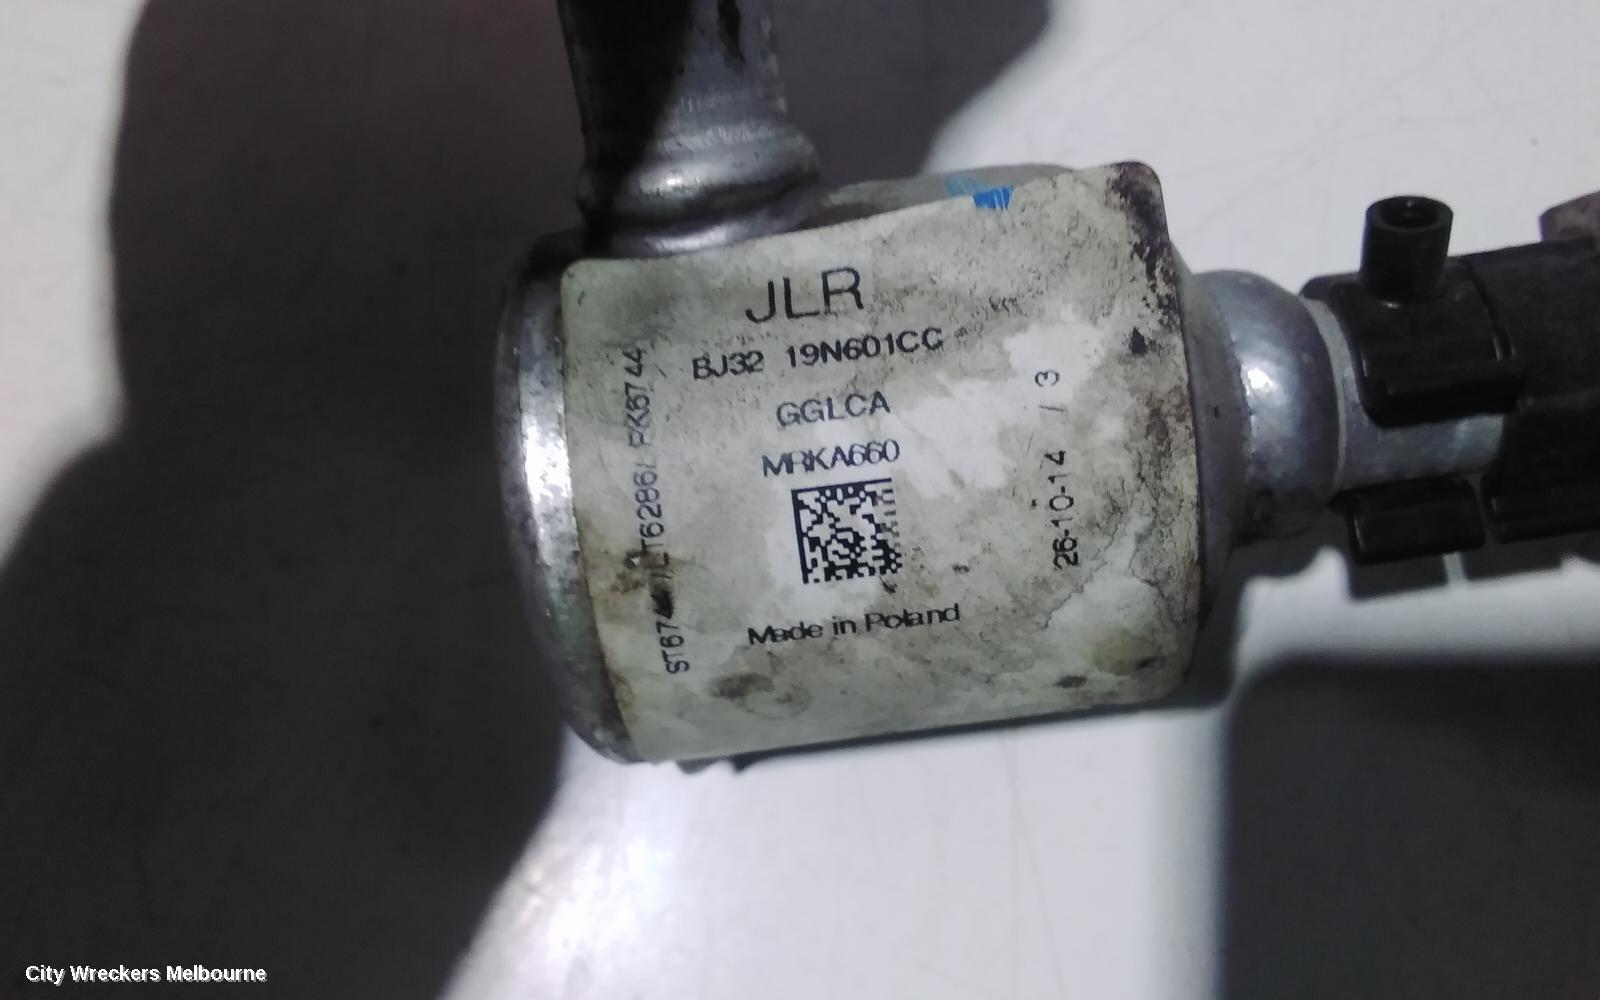 JLR
BJ32 19N601CC
GGLCA
MRKA660
Made in Poland
26-10-14 / 3
City Wreckers Melbourne